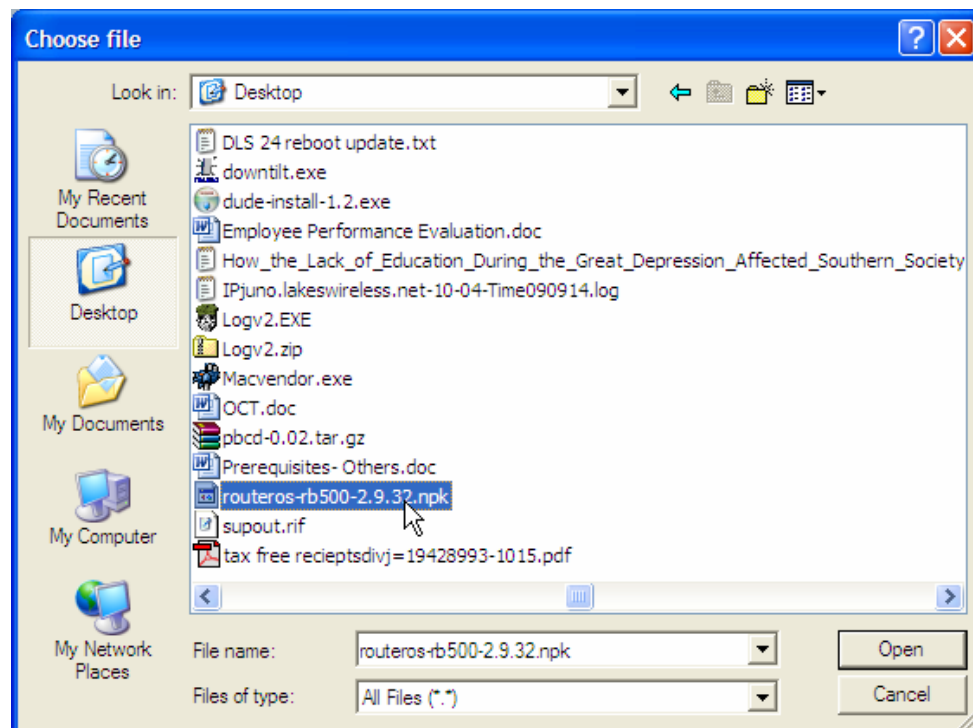 Choose file
Look in:
Desktop
My Recent
Documents
Desktop
My Documents
My Computer
My Network
Places
DLS 24 reboot update.txt
downtilt.exe
dude-install-1.2.exe
Employee Performance Evaluation.doc
How_the_Lack_of_Education_During_the_Great_Depression_Affected_Southern_Society
IPjuno.lakeswireless.net-10-04-Time090914.log
Logv2.EXE
Logv2.zip
Macvendor.exe
OCT.doc
pbcd-0.02.tar.gz
Prerequisites- Others.doc
routeros-rb500-2.9.32.npk
supout.rif
tax free recieptsdivj=19428993-1015.pdf
File name:
routeros-rb500-2.9.32.npk
Open
Files of type:
All Files (*.*)
Cancel